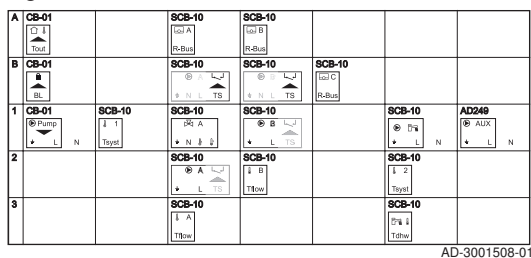 A CB-01 SCB-10 SCB-10
A B
Tout R-Bus R-Bus
B CB-01 SCB-10 SCB-10 SCB-10
A B C
BL N L TS N L TS R-Bus
1 CB-01 SCB-10 SCB-10 SCB-10 SCB-10 AD249
Pump 1 A B AUX
L N Tsyst N L TS L N L N
2 SCB-10 SCB-10 SCB-10
A B 2
L TS Tflow Tsyst
3 SCB-10 SCB-10
A
Tflow Tdhw
AD-3001508-01